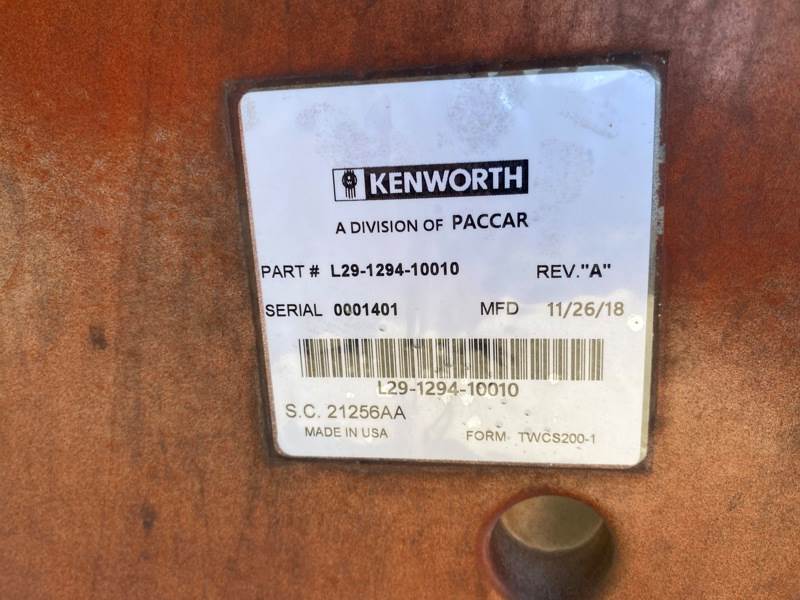 KENWORTH
A DIVISION OF PACCAR
PART # L29-1294-10010 REV."A"
SERIAL 0001401 MFD 11/26/18
L29-1294-10010
S.C. 21256AA
MADE IN USA FORM TWCS200-1